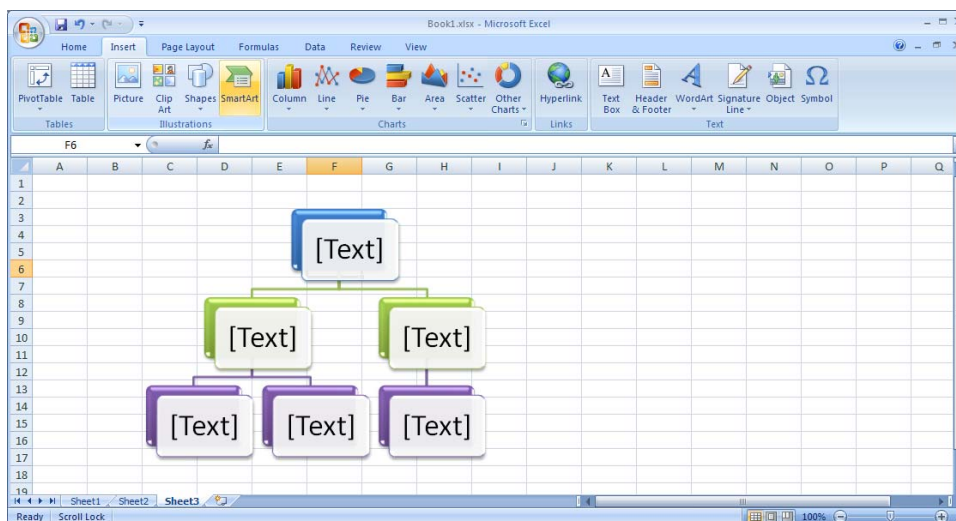 Book1.xlsx - Microsoft Excel
Home Insert Page Layout Formulas Data Review View
PivotTable Table Picture Clip Art Shapes SmartArt Column Line Pie Bar Area Scatter Other Charts Hyperlink Text Box Header & Footer WordArt Signature Line Object Symbol
Tables Illustrations Charts Links Text
F6 fx
A B C D E F G H I J K L M N O P Q
1
2
3
4
5
6
7
8
9
10
11
12
13
14
15
16
17
18
19
[Text]
[Text] [Text]
[Text] [Text] [Text]
Sheet1 Sheet2 Sheet3
Ready Scroll Lock 100%